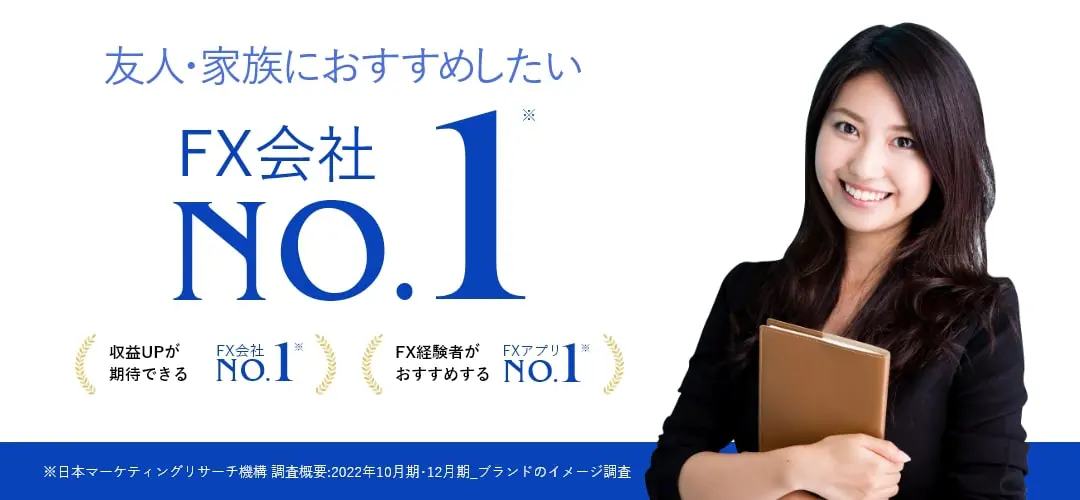 友人・家族におすすめしたい
FX会社
NO.1※
収益UPが
期待できる
FX会社
NO.1※
FX経験者が
おすすめする
FXアプリ
NO.1※
※日本マーケティングリサーチ機構 調査概要:2022年10月期・12月期_ブランドのイメージ調査